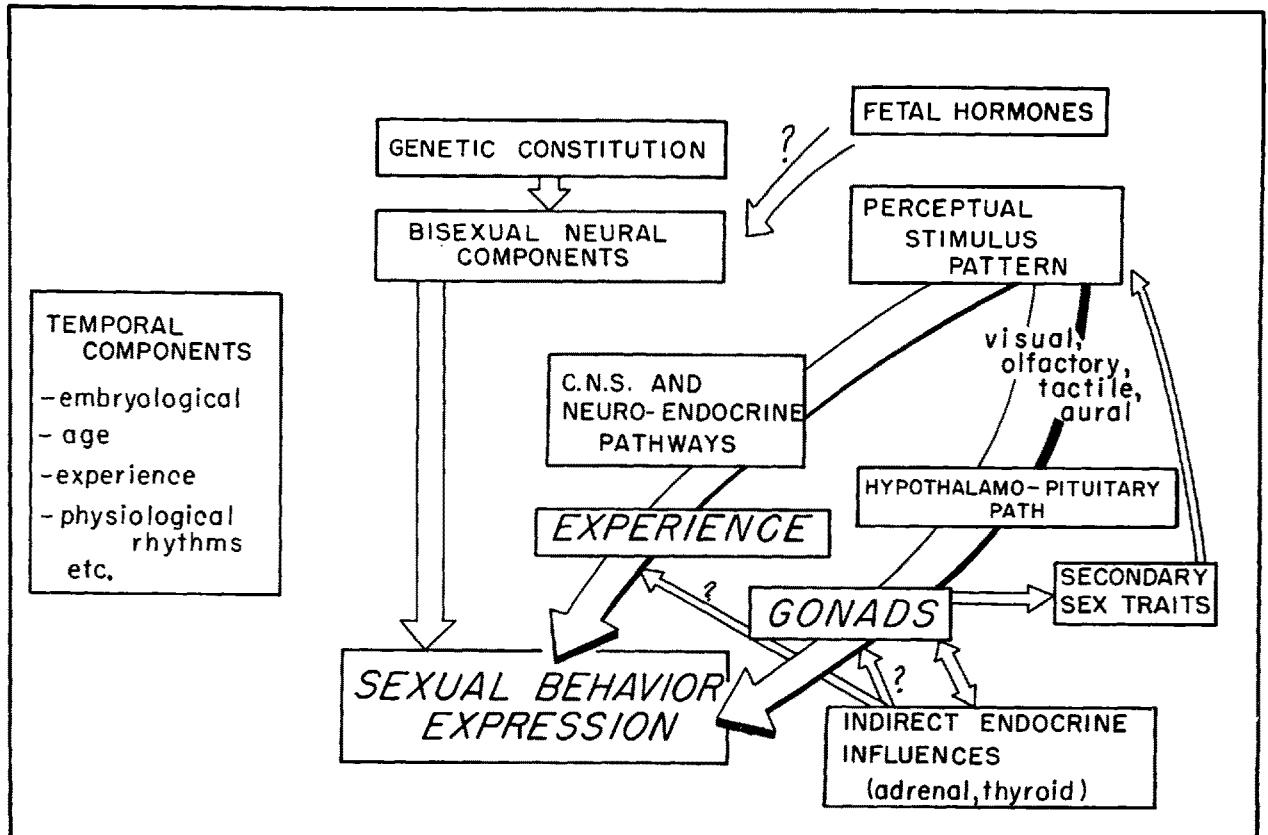 FETAL HORMONES
?
GENETIC CONSTITUTION
BISEXUAL NEURAL
COMPONENTS
PERCEPTUAL
STIMULUS
PATTERN
TEMPORAL
COMPONENTS
-embryological
- age
-experience
-physiological
rhythms
etc.
visual,
olfactory,
tactile,
aural
C.N.S. AND
NEURO-ENDOCRINE
PATHWAYS
HYPOTHALAMO-PITUITARY
PATH
EXPERIENCE
SECONDARY
SEX TRAITS
?
GONADS
SEXUAL BEHAVIOR
EXPRESSION
?
INDIRECT ENDOCRINE
INFLUENCES
(adrenal,thyroid)